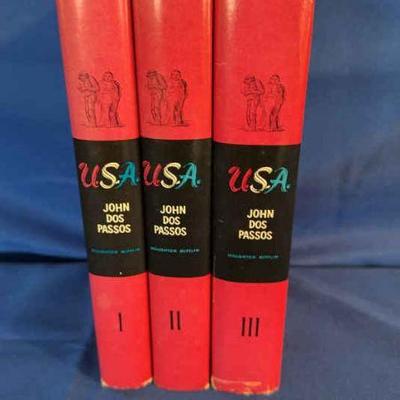 U.S.A.
JOHN
DOS
PASSOS
HOUGHTON MIFFLIN
I
U.S.A.
JOHN
DOS
PASSOS
HOUGHTON MIFFLIN
II
U.S.A.
JOHN
DOS
PASSOS
HOUGHTON MIFFLIN
III